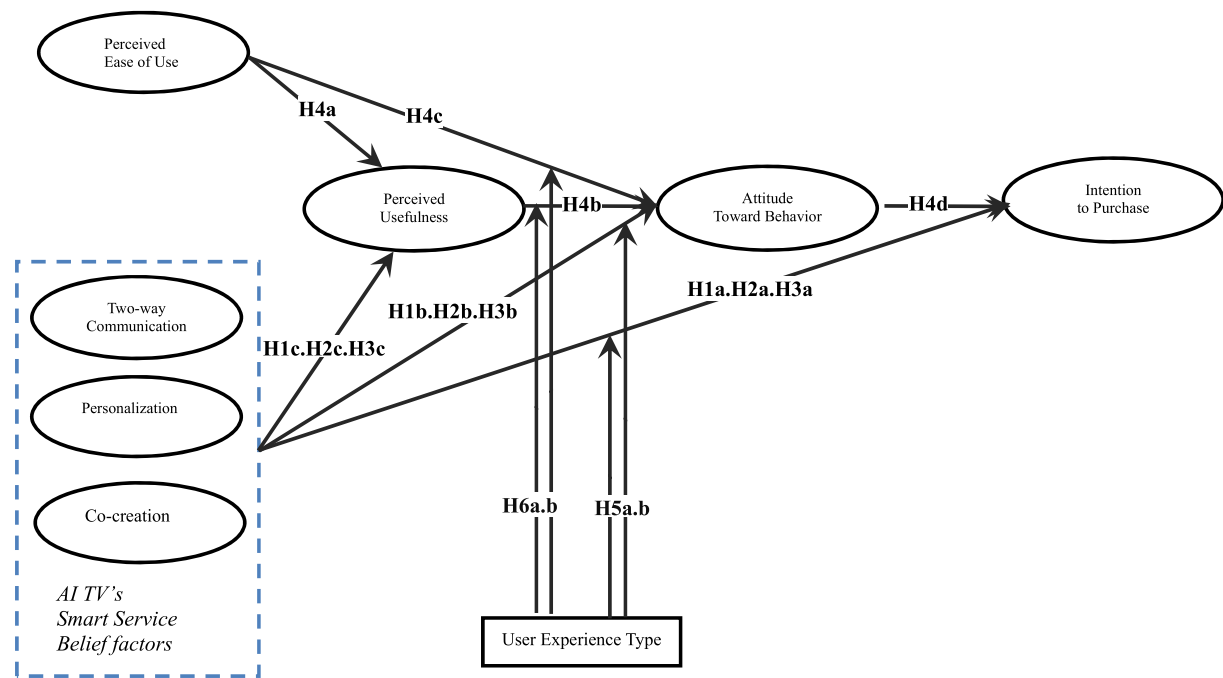 Perceived
Ease of Use
H4a
H4c
Perceived
Usefulness
H4b
Attitude
Toward Behavior
H4d
Intention
to Purchase
Two-way
Communication
Personalization
Co-creation
AI TV’s
Smart Service
Belief factors
H1c.H2c.H3c
H1b.H2b.H3b
H1a.H2a.H3a
H6a.b
H5a.b
User Experience Type